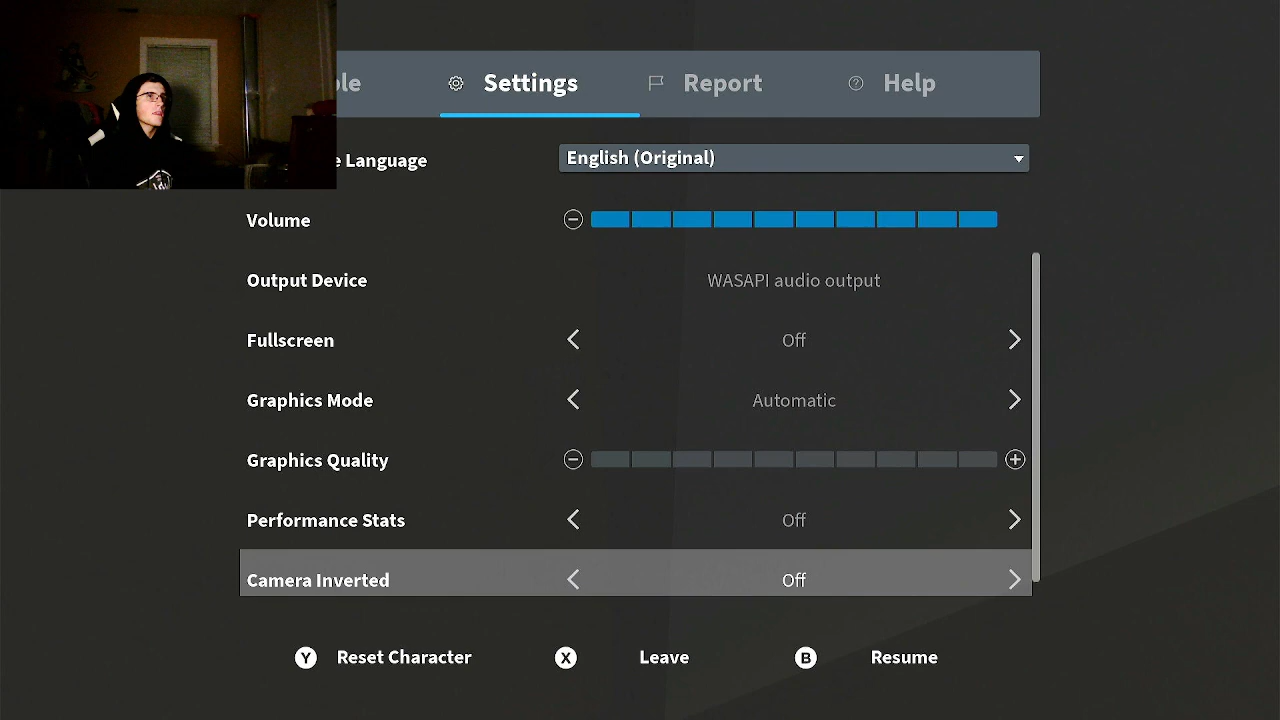 le
Settings
Report
Help
e Language
English (Original)
Volume
Output Device
WASAPI audio output
Fullscreen
Off
Graphics Mode
Automatic
Graphics Quality
Performance Stats
Off
Camera Inverted
Off
Y Reset Character
X Leave
B Resume